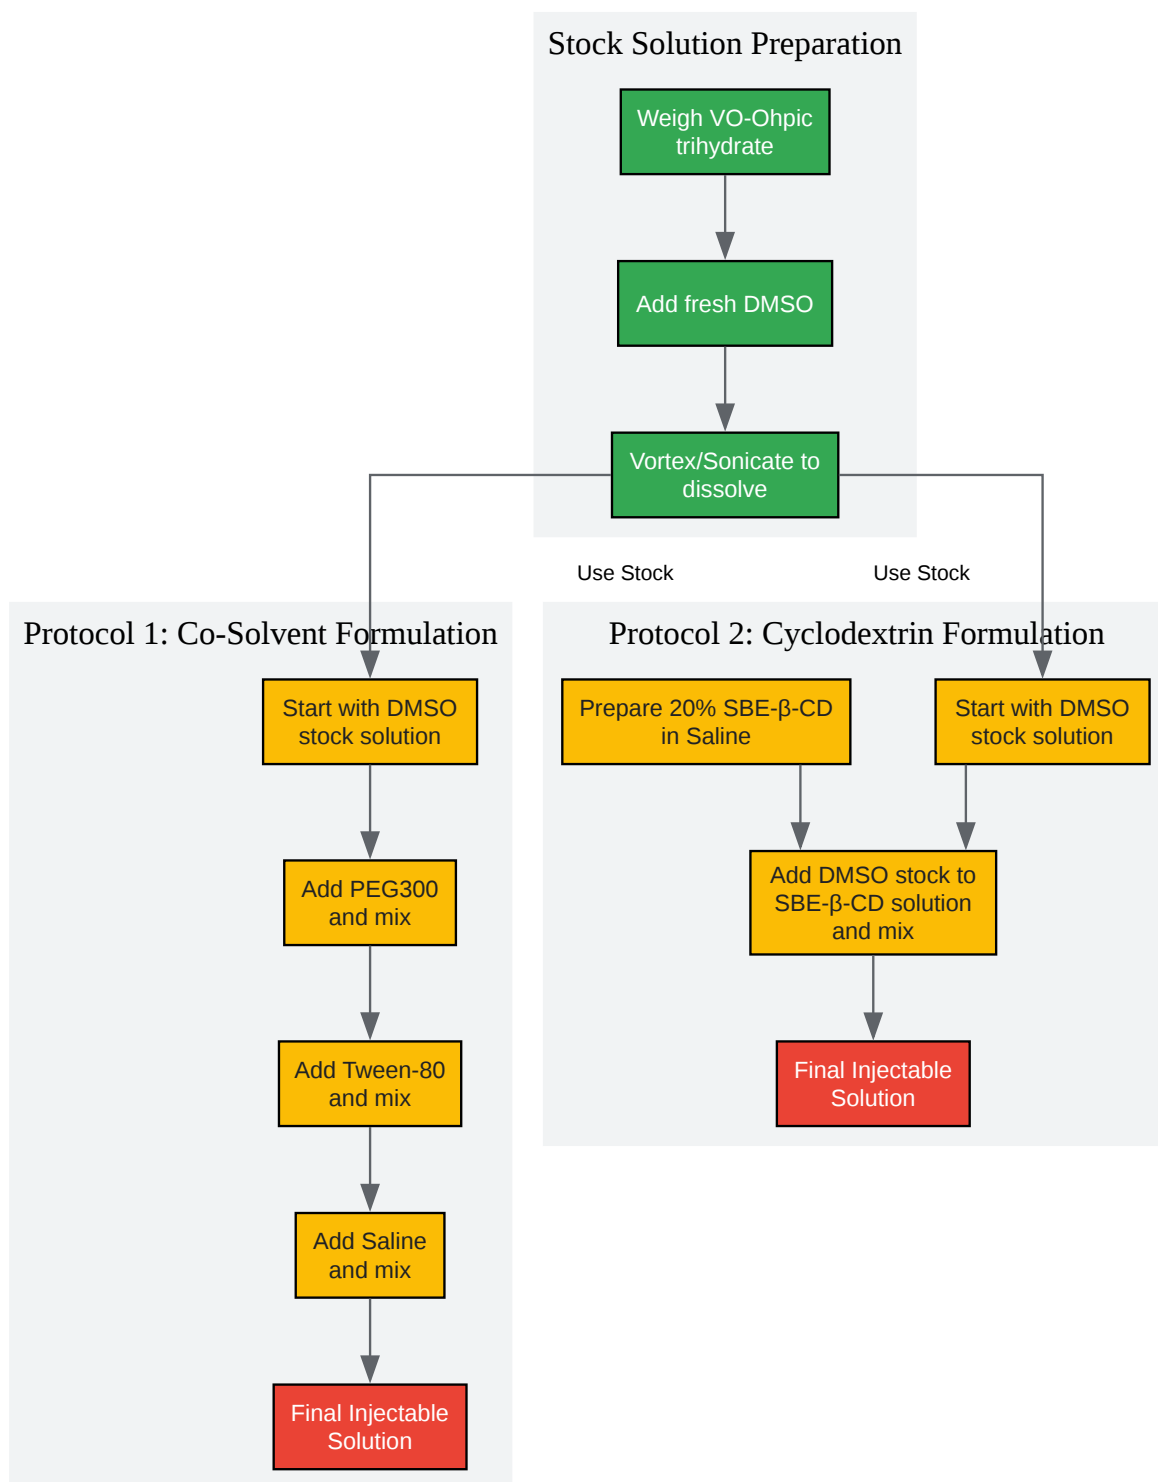 Stock Solution Preparation
Weigh VO-Ohpic
trihydrate
Add fresh DMSO
Vortex/Sonicate to
dissolve
Use Stock
Use Stock
Protocol 1: Co-Solvent Formulation
Start with DMSO
stock solution
Add PEG300
and mix
Add Tween-80
and mix
Add Saline
and mix
Final Injectable
Solution
Protocol 2: Cyclodextrin Formulation
Prepare 20% SBE-β-CD
in Saline
Start with DMSO
stock solution
Add DMSO stock to
SBE-β-CD solution
and mix
Final Injectable
Solution